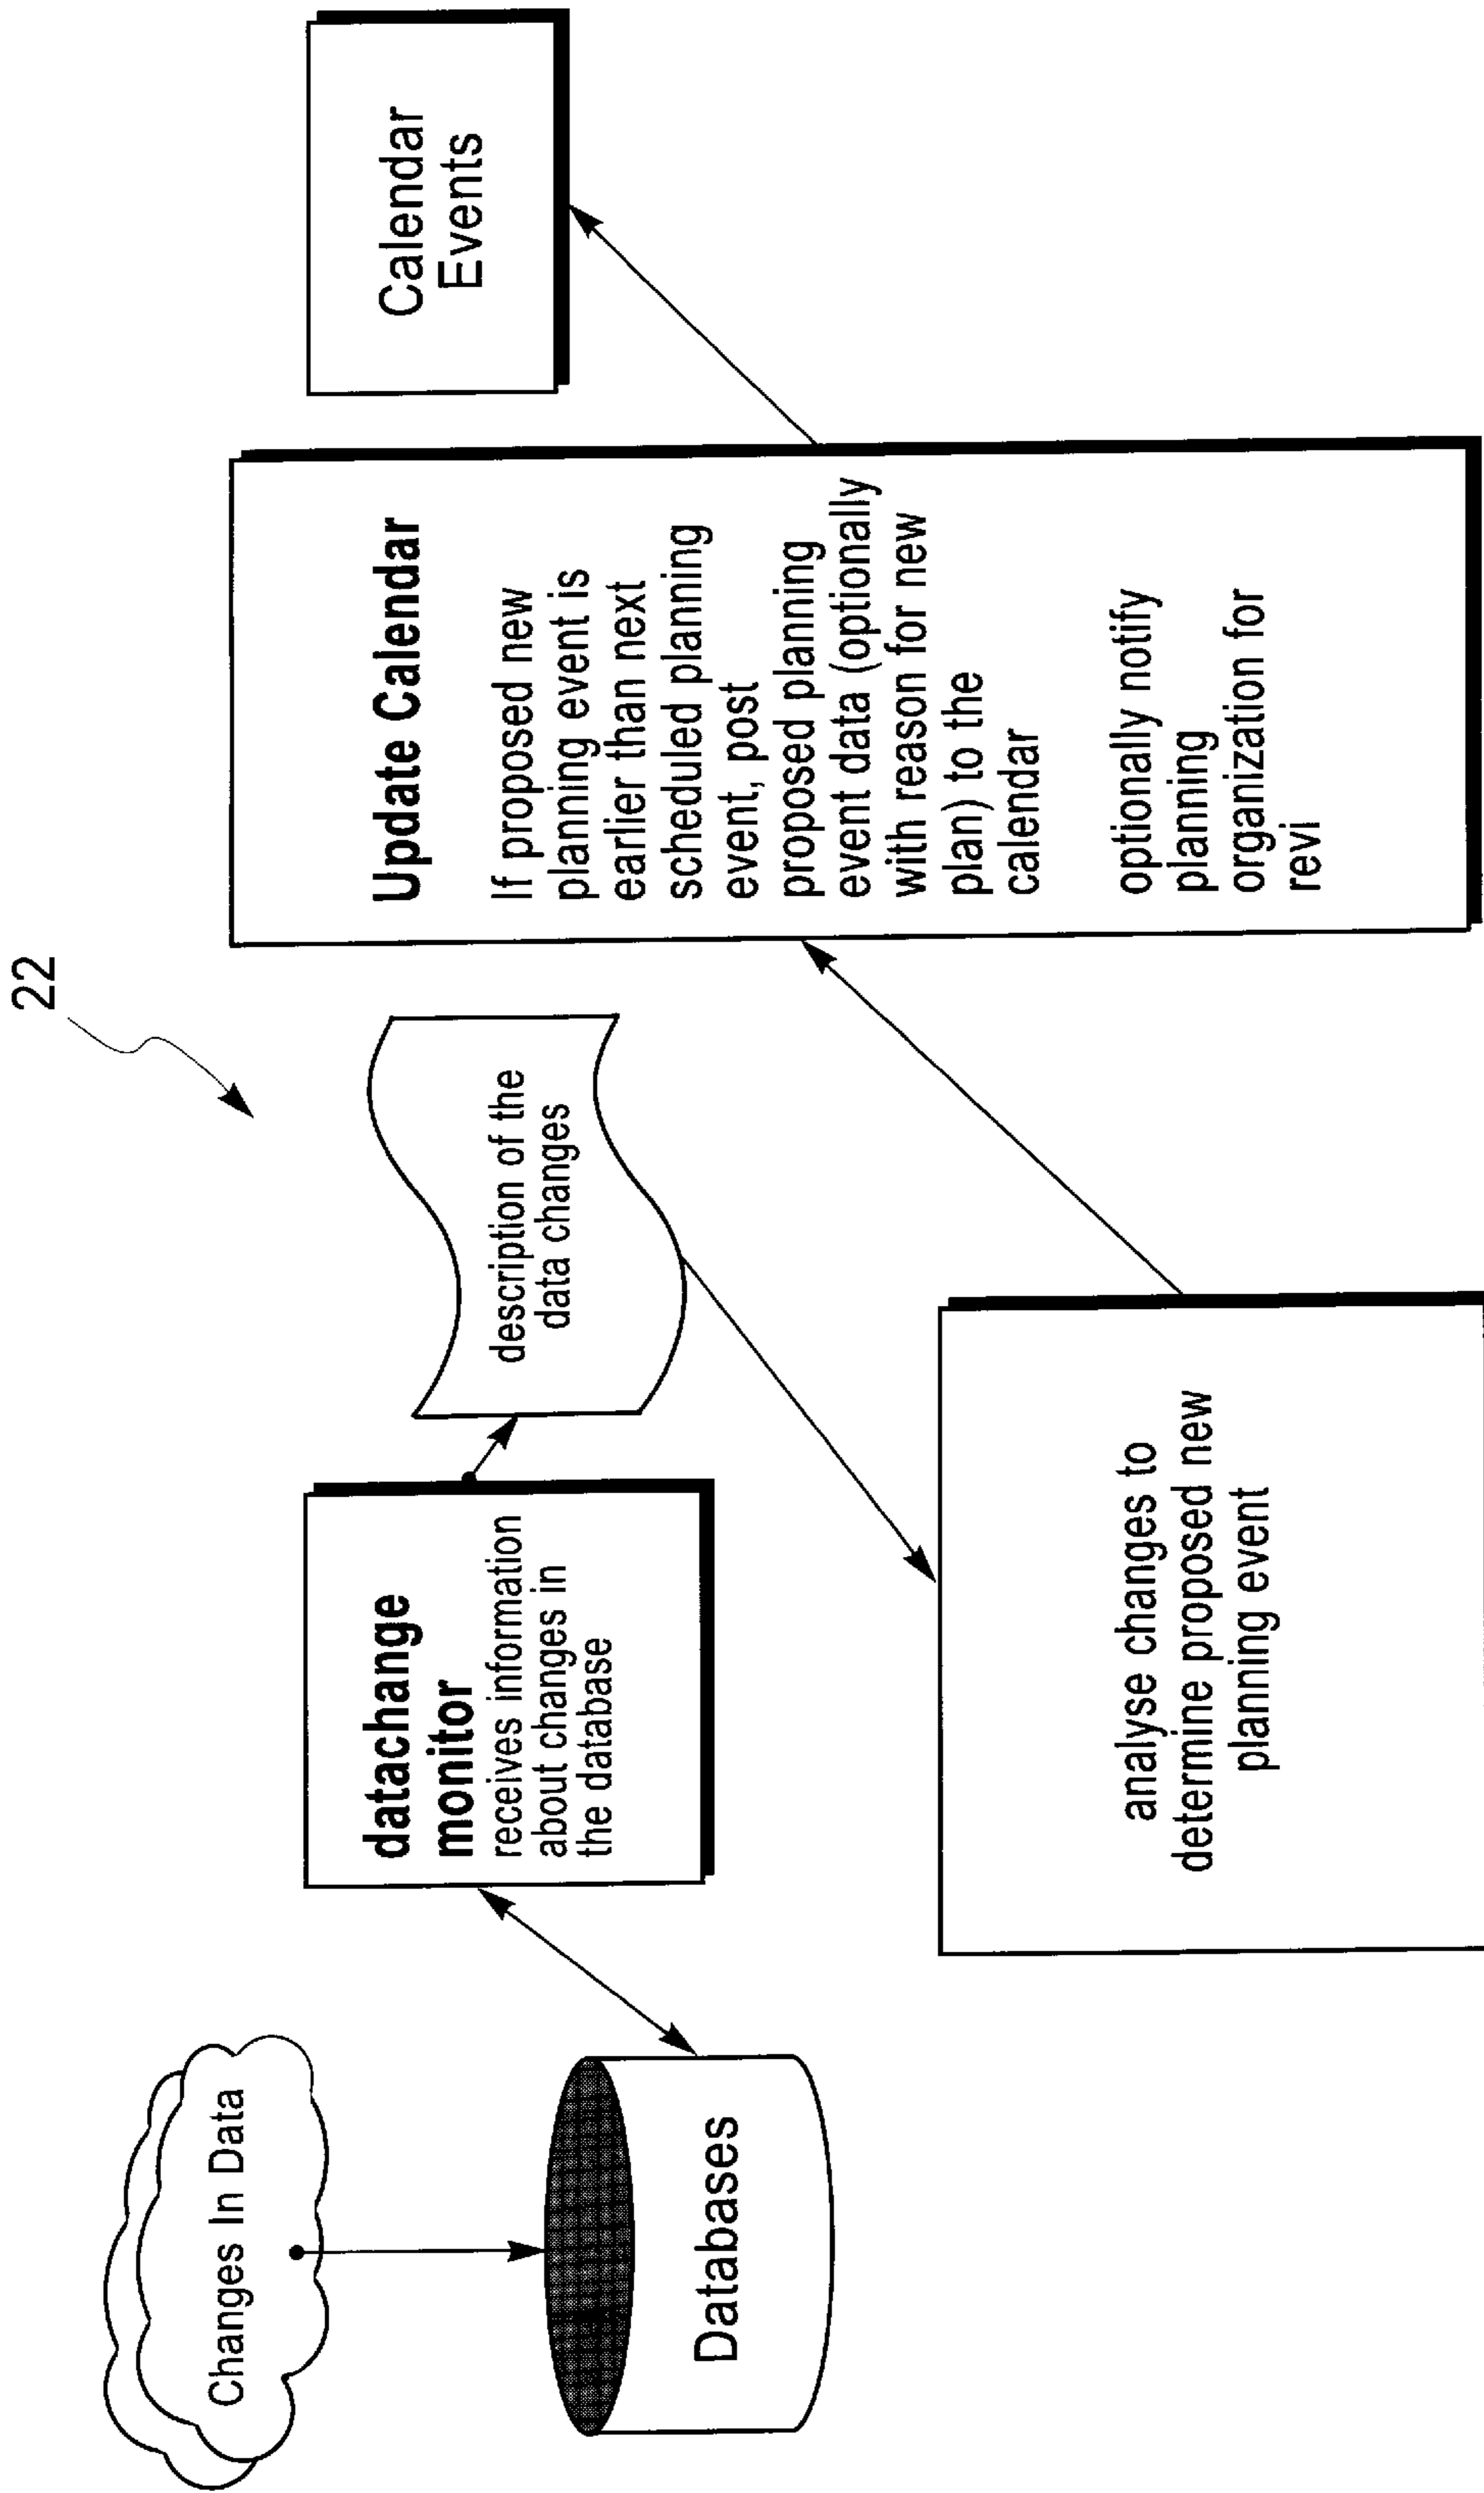 22
Changes In Data
Databases
datachange
monitor
receives information
about changes in
the database
description of the
data changes
analyse changes to
determine proposed new
planning event
Update Calendar
If proposed new
planning event is
earlier than next
scheduled planning
event, post
proposed planning
event data (optionally
with reason for new
plan) to the
calendar
optionally notify
planning
organization for
revi
Calendar
Events